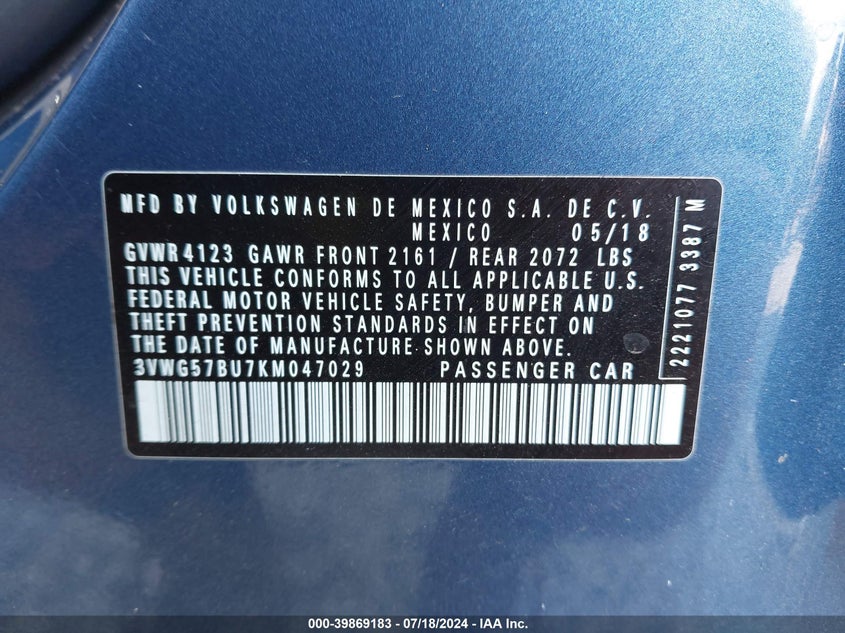 MFD BY VOLKSWAGEN DE MEXICO S.A. DE C.V.
MEXICO 05/18
GVWR 4123 GAWR FRONT 2161 / REAR 2072 LBS
THIS VEHICLE CONFORMS TO ALL APPLICABLE U.S.
FEDERAL MOTOR VEHICLE SAFETY, BUMPER AND
THEFT PREVENTION STANDARDS IN EFFECT ON
THE DATE OF MANUFACTURE SHOWN ABOVE.
3VWG57BU7KM047029 PASSENGER CAR
2221077 3387 M
000-39869183 - 07/18/2024 - IAA Inc.